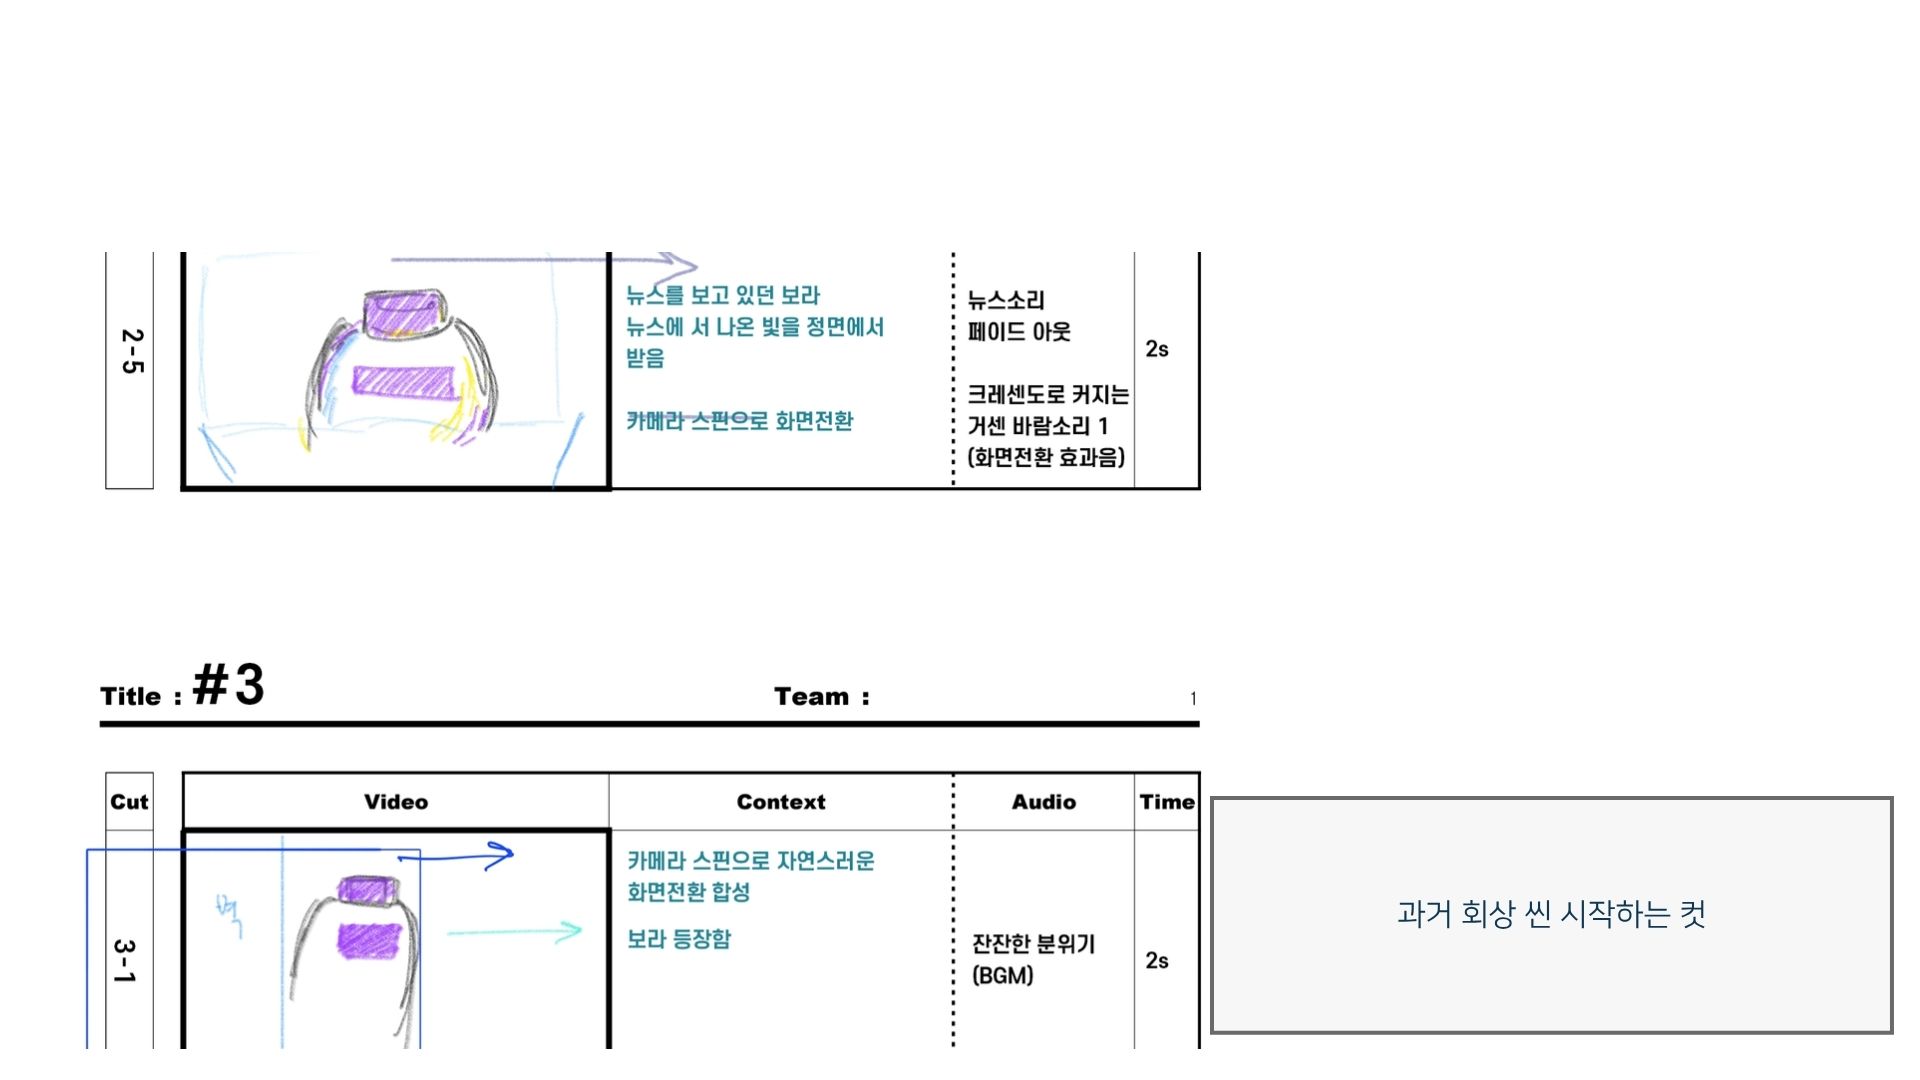 2-5
뉴스를 보고 있던 보라
뉴스에 서 나온 빛을 정면에서
받음
카메라 스핀으로 화면전환
뉴스소리
페이드 아웃
크레센도로 커지는
거센 바람소리 1
(화면전환 효과음)
2s
Title : #3
Team :
1
Cut
Video
Context
Audio
Time
3-1
벽
카메라 스핀으로 자연스러운
화면전환 합성
보라 등장함
잔잔한 분위기
(BGM)
2s
과거 회상 씬 시작하는 컷